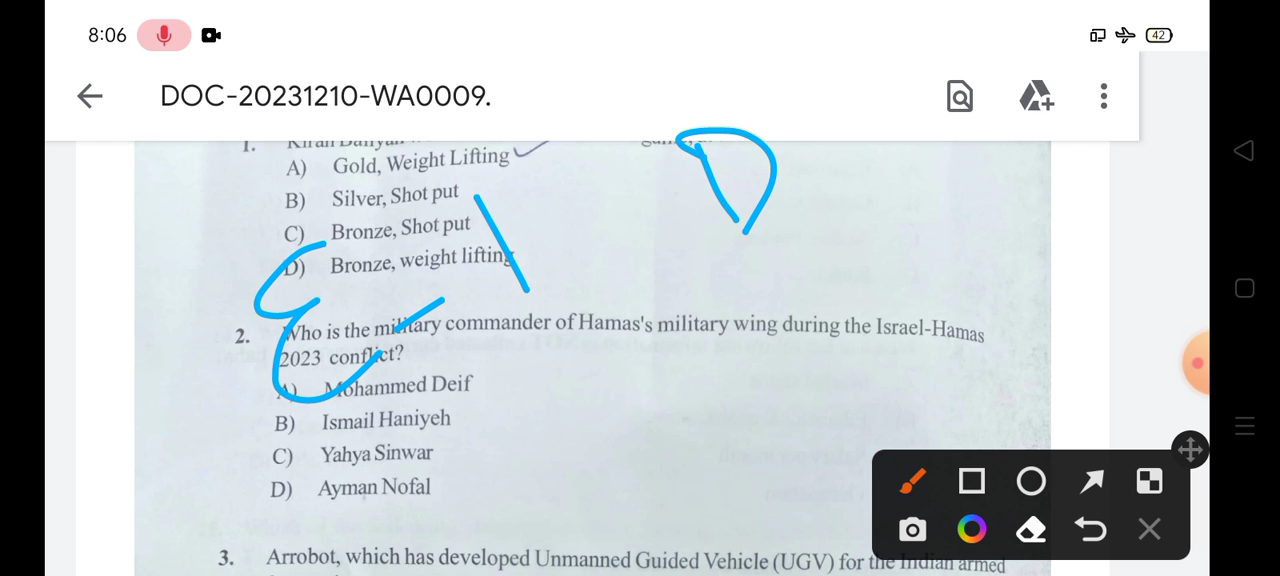 8:06
42
DOC-20231210-WA0009.
1.
A) Gold, Weight Lifting
B) Silver, Shot put
C) Bronze, Shot put
D) Bronze, weight lifting
2. Who is the military commander of Hamas's military wing during the Israel-Hamas
2023 conflict?
A) Mohammed Deif
B) Ismail Haniyeh
C) Yahya Sinwar
D) Ayman Nofal
3. Arrobot, which has developed Unmanned Guided Vehicle (UGV) for the Indian armed